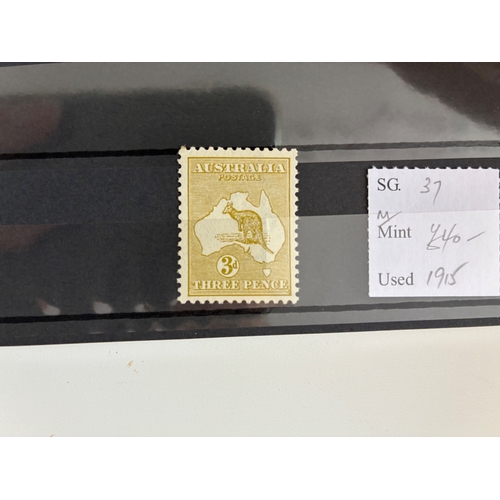 AUSTRALIA
POSTAGE
3d
THREE PENCE
SG. 37
M
Mint £40-
Used 1915